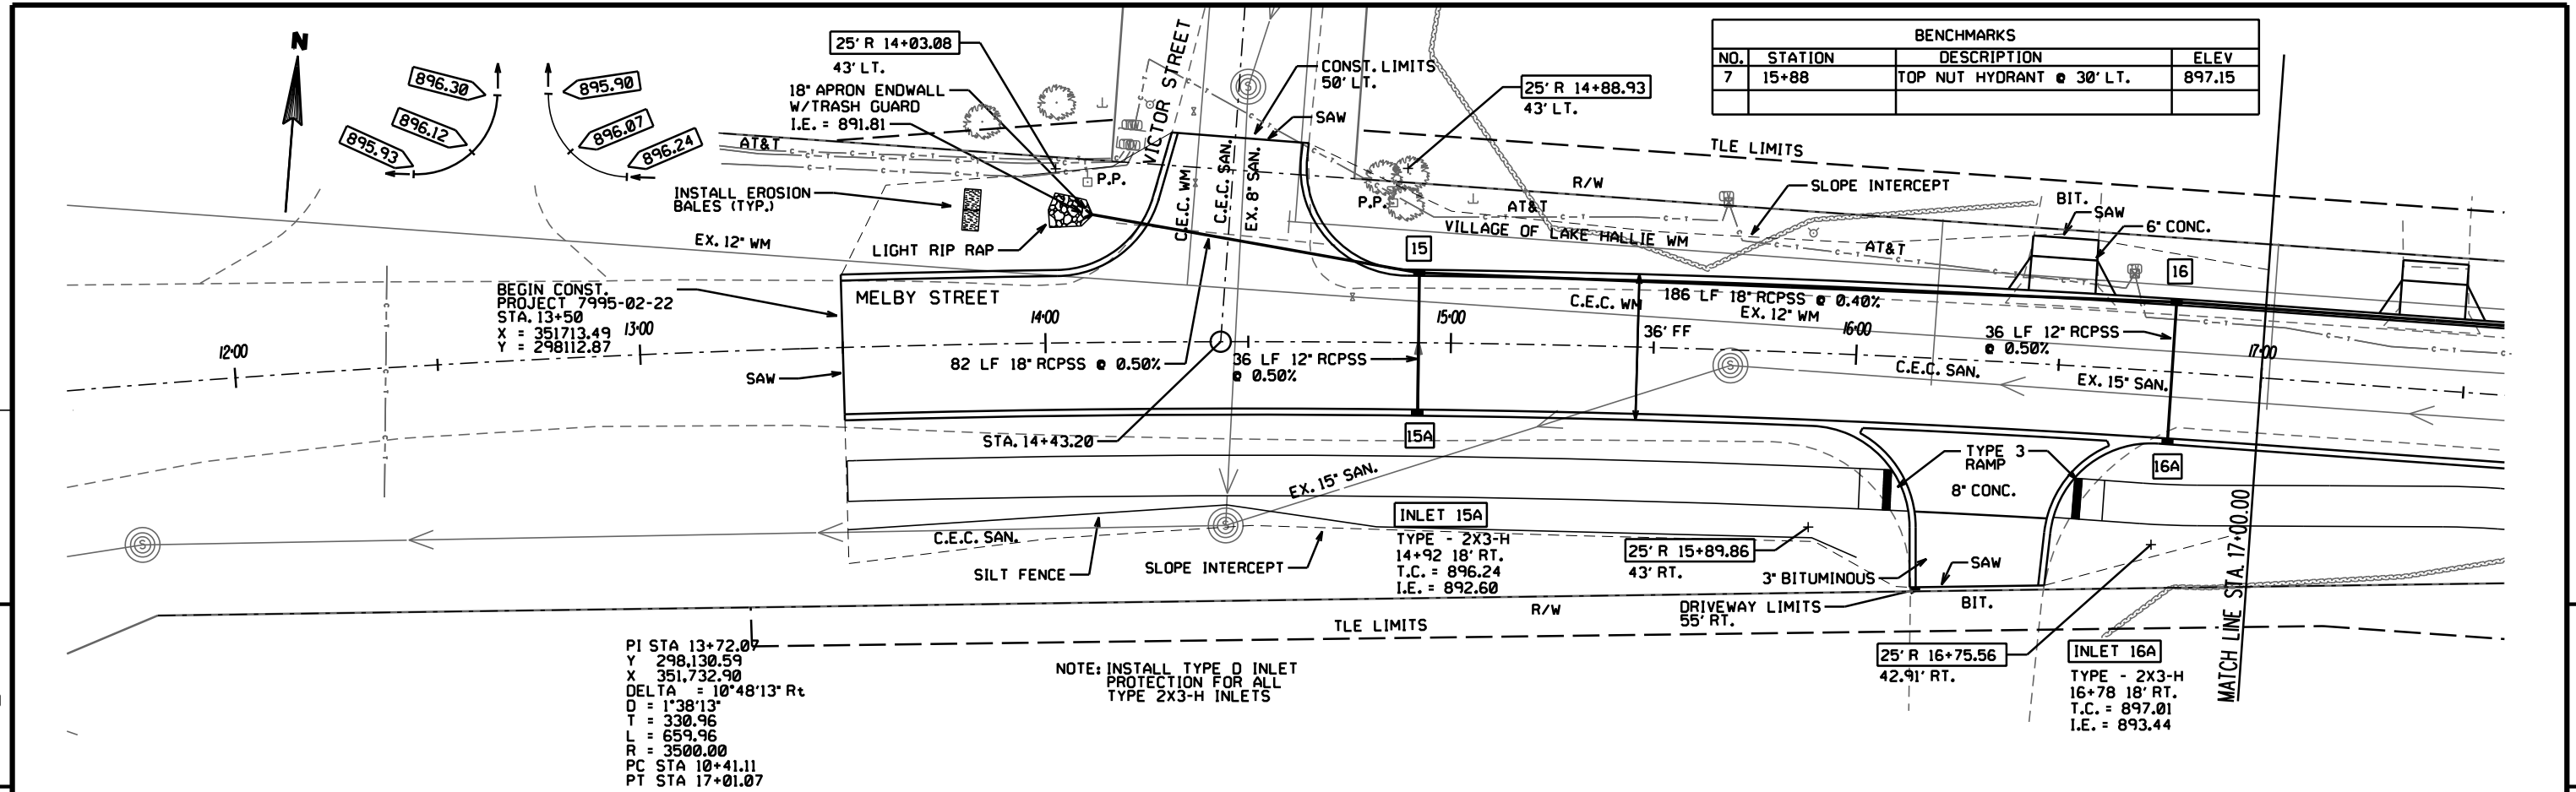 N
896.30
896.12
895.93
895.90
896.07
896.24
25' R 14+03.08
43' LT.
18" APRON ENDWALL
W/TRASH GUARD
I.E. = 891.81
VICTOR STREET
CONST. LIMITS
50' LT.
SAW
25' R 14+88.93
43' LT.
BENCHMARKS
NO. STATION DESCRIPTION ELEV
7 15+88 TOP NUT HYDRANT @ 30' LT. 897.15
AT&T
P.P.
INSTALL EROSION
BALES (TYP.)
LIGHT RIP RAP
EX. 12" WM
C.E.C. WM
C.E.C. SAN.
EX. 8" SAN.
TLE LIMITS
R/W
P.P.
AT&T
SLOPE INTERCEPT
VILLAGE OF LAKE HALLIE WM
AT&T
BIT.
SAW
6" CONC.
15
16
BEGIN CONST.
PROJECT 7995-02-22
STA. 13+50
X = 351713.49
Y = 298112.87
MELBY STREET
C.E.C. WM
186 LF 18" RCPSS @ 0.40%
EX. 12" WM
12+00
13+00
14+00
15+00
16+00
17+00
36' FF
36 LF 12" RCPSS
@ 0.50%
SAW
82 LF 18" RCPSS @ 0.50%
36 LF 12" RCPSS
@ 0.50%
C.E.C. SAN.
EX. 15" SAN.
STA. 14+43.20
15A
16A
TYPE 3
RAMP
8" CONC.
EX. 15" SAN.
C.E.C. SAN.
SILT FENCE
SLOPE INTERCEPT
INLET 15A
TYPE - 2X3-H
14+92 18' RT.
T.C. = 896.24
I.E. = 892.60
25' R 15+89.86
43' RT.
3" BITUMINOUS
SAW
BIT.
DRIVEWAY LIMITS
55' RT.
R/W
TLE LIMITS
MATCH LINE STA. 17+00.00
25' R 16+75.56
42.91' RT.
INLET 16A
TYPE - 2X3-H
16+78 18' RT.
T.C. = 897.01
I.E. = 893.44
PI STA 13+72.07
Y 298,130.59
X 351,732.90
DELTA = 10°48'13" Rt
D = 1°38'13"
T = 330.96
L = 659.96
R = 3500.00
PC STA 10+41.11
PT STA 17+01.07
NOTE: INSTALL TYPE D INLET
PROTECTION FOR ALL
TYPE 2X3-H INLETS